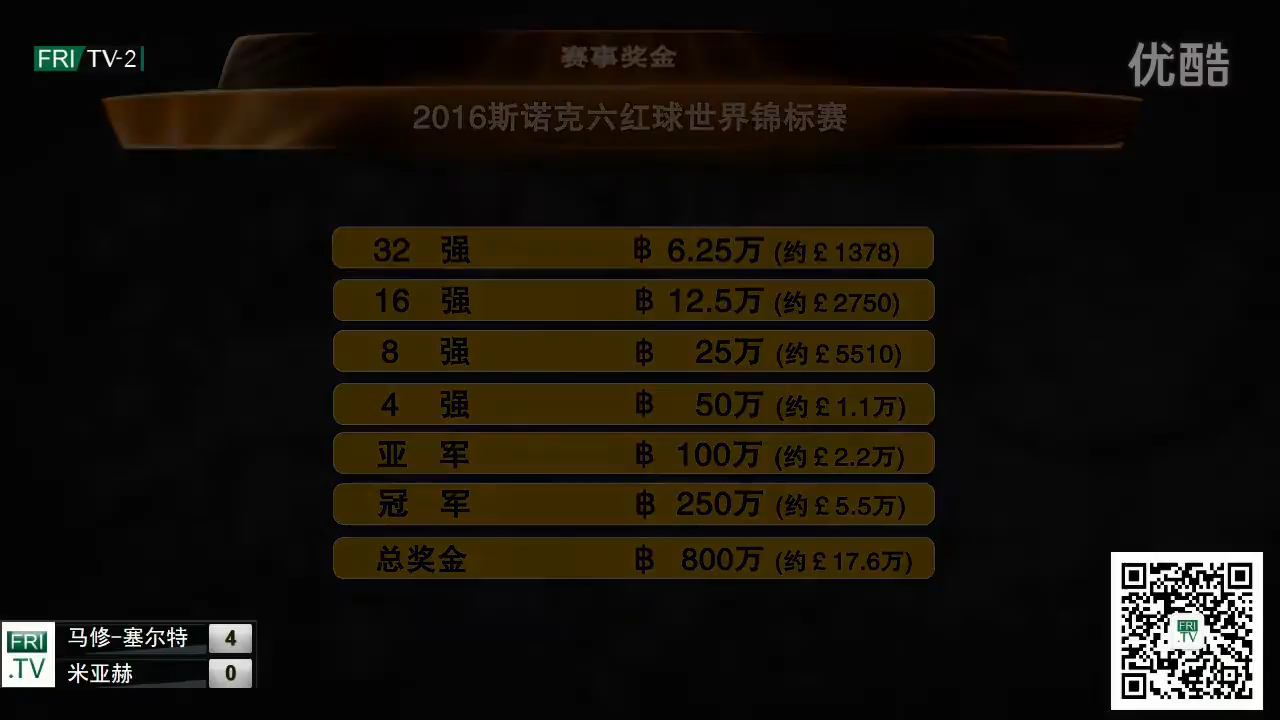 FRI TV-2
优酷
赛事奖金
2016斯诺克六红球世界锦标赛
32 强 ฿ 6.25万 (约£1378)
16 强 ฿ 12.5万 (约£2750)
8 强 ฿ 25万 (约£5510)
4 强 ฿ 50万 (约£1.1万)
亚 军 ฿ 100万 (约£2.2万)
冠 军 ฿ 250万 (约£5.5万)
总奖金 ฿ 800万 (约£17.6万)
FRI
.TV
马修-塞尔特 4
米亚赫 0
FRI
.TV